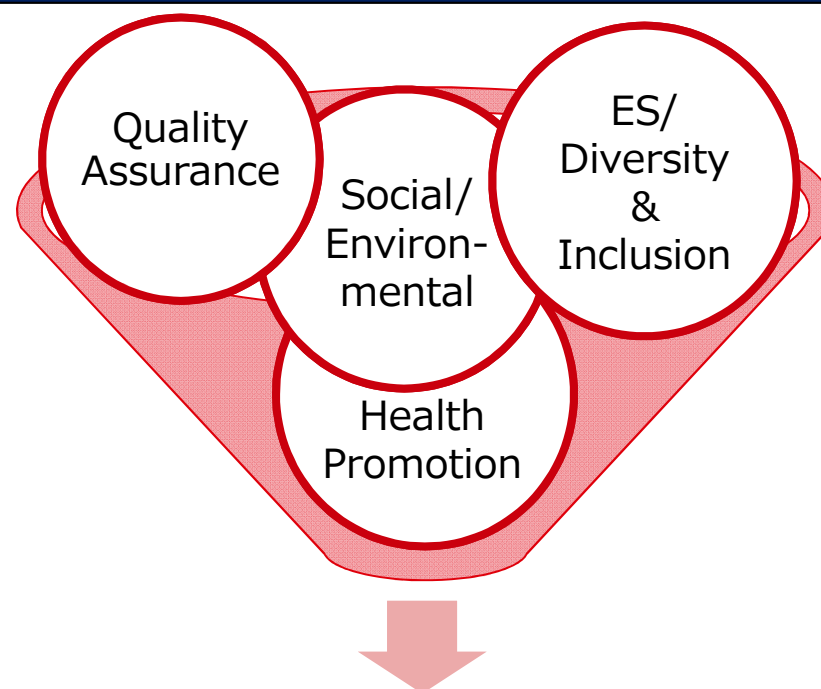 Quality
Assurance
Social/
Environ-
mental
ES/
Diversity
&
Inclusion
Health
Promotion